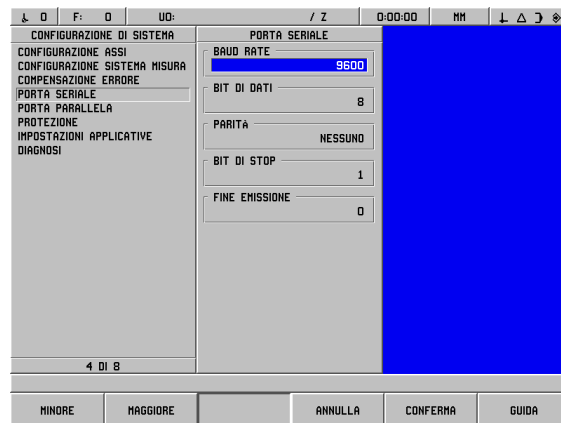 0 F: 0 U0: / Z 0:00:00 MM
CONFIGURAZIONE DI SISTEMA
CONFIGURAZIONE ASSI
CONFIGURAZIONE SISTEMA MISURA
COMPENSAZIONE ERRORE
PORTA SERIALE
PORTA PARALLELA
PROTEZIONE
IMPOSTAZIONI APPLICATIVE
DIAGNOSI
4 DI 8
PORTA SERIALE
BAUD RATE
9600
BIT DI DATI
8
PARITà
NESSUNO
BIT DI STOP
1
FINE EMISSIONE
0
MINORE MAGGIORE ANNULLA CONFERMA GUIDA